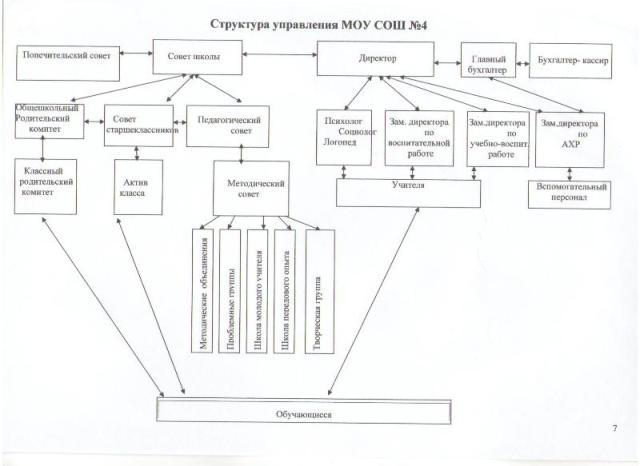 Структура управления МОУ СОШ №4
Попечительский совет
Совет школы
Директор
Главный
бухгалтер
Бухгалтер- кассир
Общешкольный
Родительский
комитет
Совет
старшеклассников
Педагогический
совет
Психолог
Социолог
Логопед
Зам. директора
по
воспитательной
работе
Зам.директора
по
учебно-воспит.
работе
Зам.директора
по
АХР
Классный
родительский
комитет
Актив
класса
Методический
совет
Учителя
Вспомогательный
персонал
Методические объединения
Проблемные группы
Школа молодого учителя
Школа передового опыта
Творческая группа
Обучающиеся
7